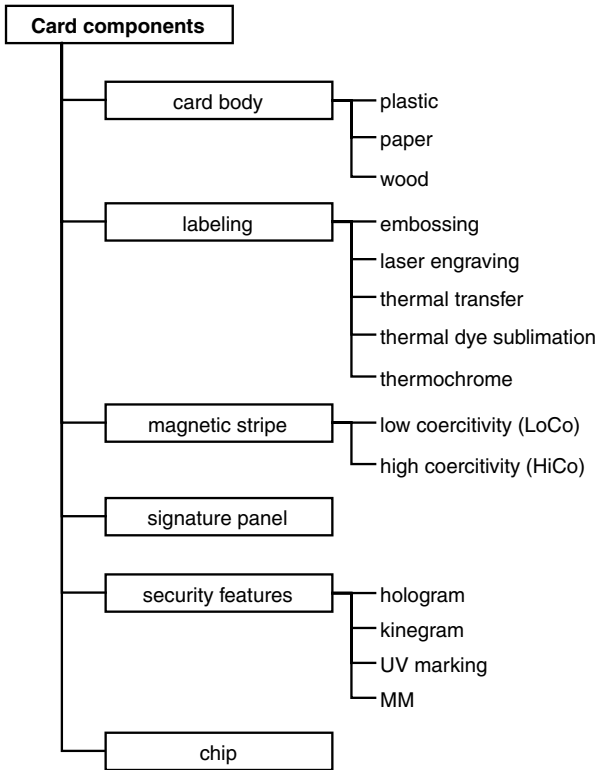 Card components
card body
plastic
paper
wood
labeling
embossing
laser engraving
thermal transfer
thermal dye sublimation
thermochrome
magnetic stripe
low coercitivity (LoCo)
high coercitivity (HiCo)
signature panel
security features
hologram
kinegram
UV marking
MM
chip